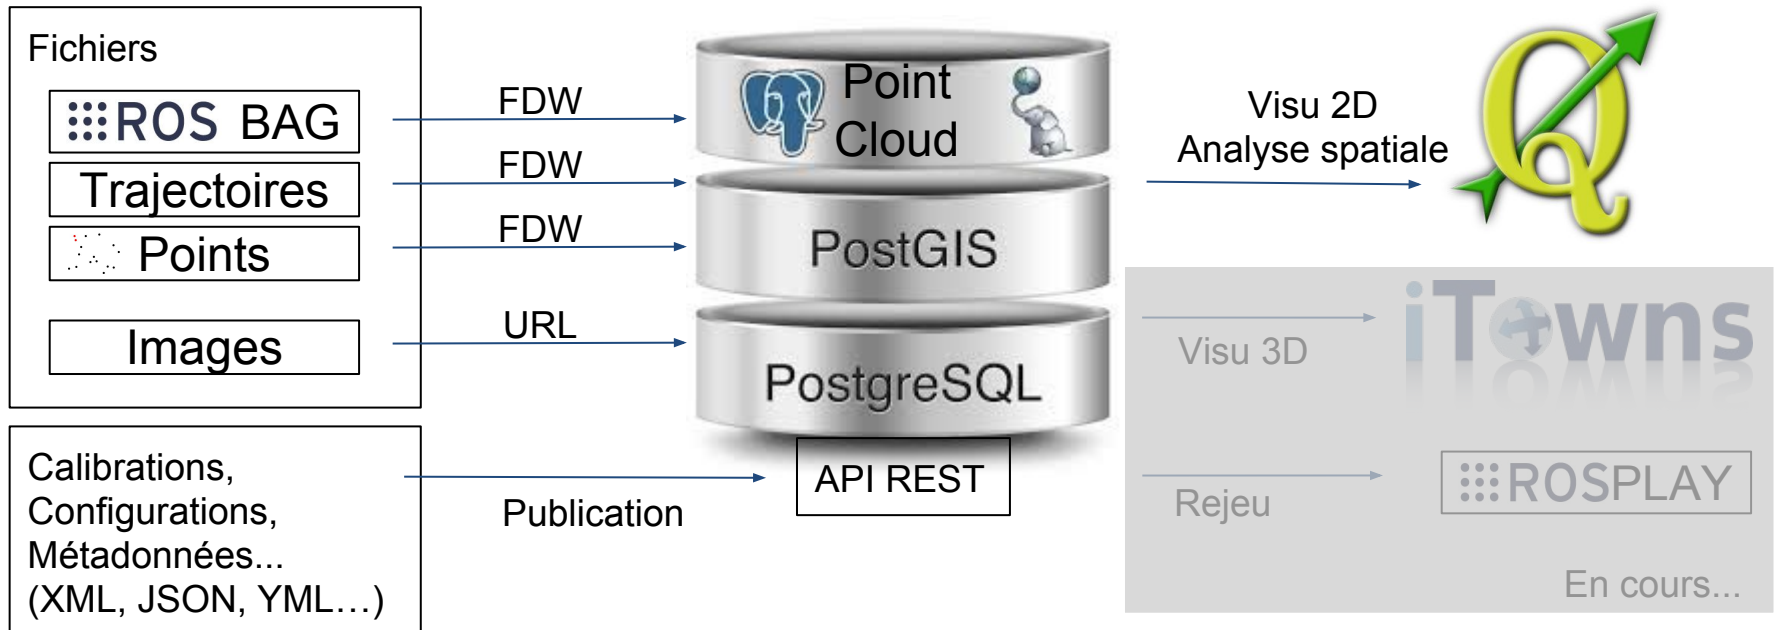 Fichiers
ROS BAG
Trajectoires
Points
Images
FDW
FDW
FDW
URL
Calibrations,
Configurations,
Métadonnées...
(XML, JSON, YML...)
Publication
Point
Cloud
PostGIS
PostgreSQL
API REST
Visu 2D
Analyse spatiale
Q
Visu 3D
iTowns
Rejeu
ROSPLAY
En cours...